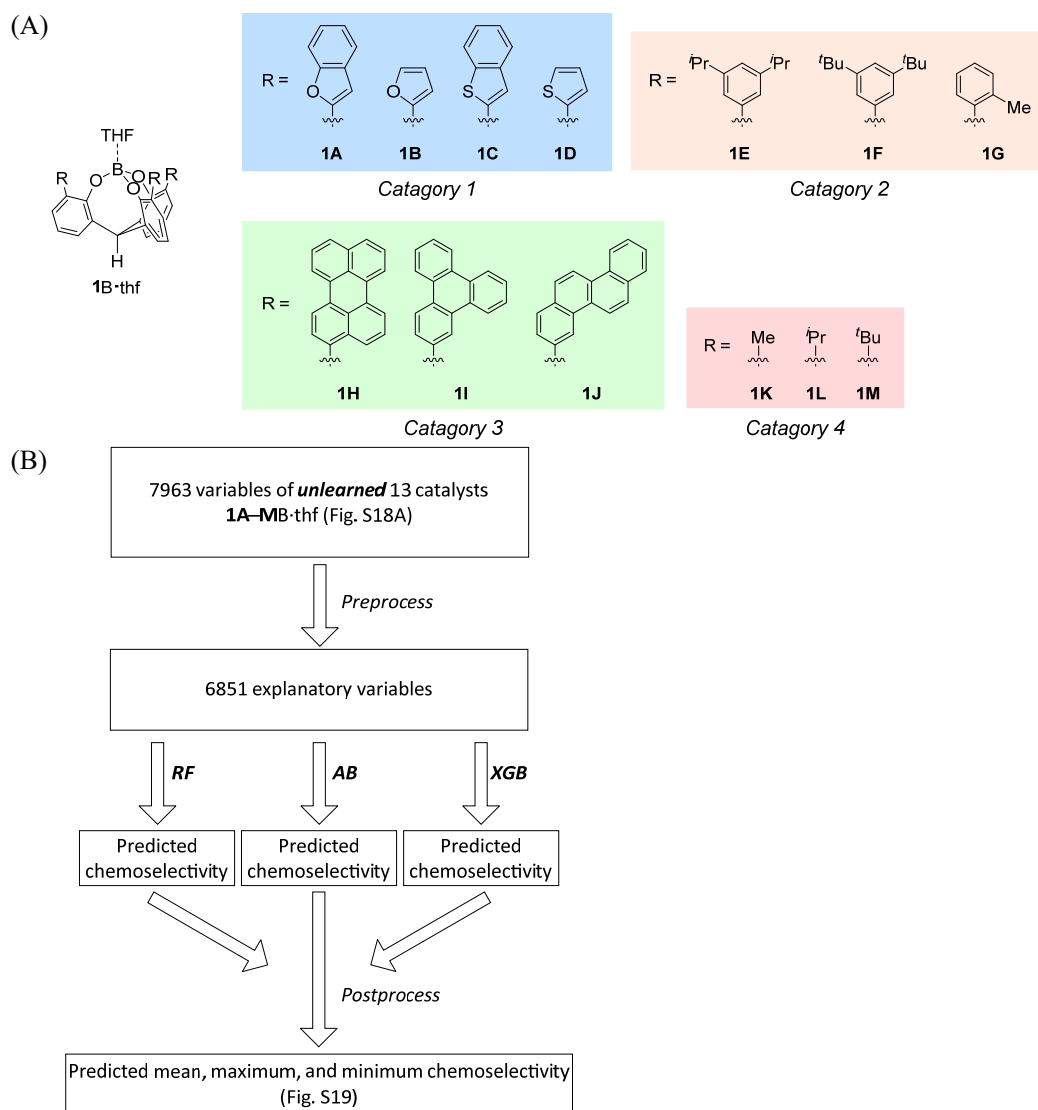 (A)
THF
B
O
O
O
R
R
R
H
1B·thf
R =
O
O
S
S
1A
1B
1C
1D
Catagory 1
R =
iPr
iPr
tBu
tBu
Me
1E
1F
1G
Catagory 2
R =
1H
1I
1J
Catagory 3
R =
Me
iPr
tBu
1K
1L
1M
Catagory 4
(B)
7963 variables of unlearned 13 catalysts
1A–MB·thf (Fig. S18A)
Preprocess
6851 explanatory variables
RF
AB
XGB
Predicted
chemoselectivity
Predicted
chemoselectivity
Predicted
chemoselectivity
Postprocess
Predicted mean, maximum, and minimum chemoselectivity
(Fig. S19)